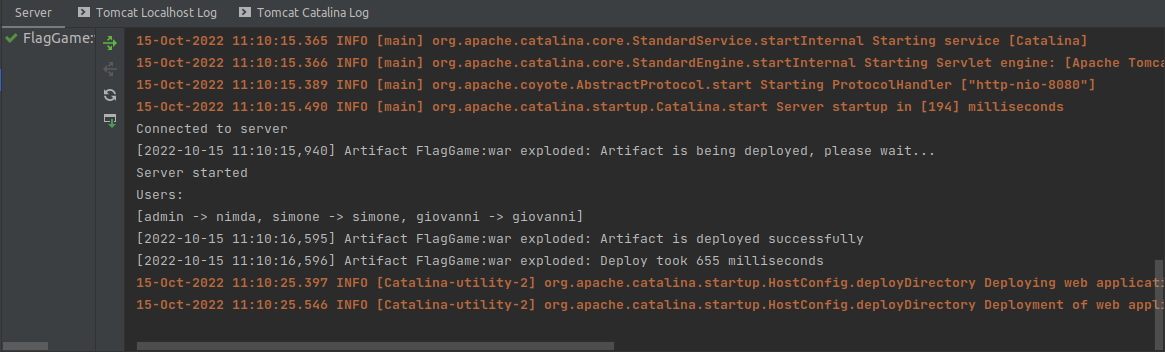 Server Tomcat Localhost Log Tomcat Catalina Log
FlagGame:
15-Oct-2022 11:10:15.365 INFO [main] org.apache.catalina.core.StandardService.startInternal Starting service [Catalina]
15-Oct-2022 11:10:15.366 INFO [main] org.apache.catalina.core.StandardEngine.startInternal Starting Servlet engine: [Apache Tomca
15-Oct-2022 11:10:15.389 INFO [main] org.apache.coyote.AbstractProtocol.start Starting ProtocolHandler ["http-nio-8080"]
15-Oct-2022 11:10:15.490 INFO [main] org.apache.catalina.startup.Catalina.start Server startup in [194] milliseconds
Connected to server
[2022-10-15 11:10:15,940] Artifact FlagGame:war exploded: Artifact is being deployed, please wait...
Server started
Users:
[admin -> nimda, simone -> simone, giovanni -> giovanni]
[2022-10-15 11:10:16,595] Artifact FlagGame:war exploded: Artifact is deployed successfully
[2022-10-15 11:10:16,596] Artifact FlagGame:war exploded: Deploy took 655 milliseconds
15-Oct-2022 11:10:25.397 INFO [Catalina-utility-2] org.apache.catalina.startup.HostConfig.deployDirectory Deploying web applicati
15-Oct-2022 11:10:25.546 INFO [Catalina-utility-2] org.apache.catalina.startup.HostConfig.deployDirectory Deployment of web appli